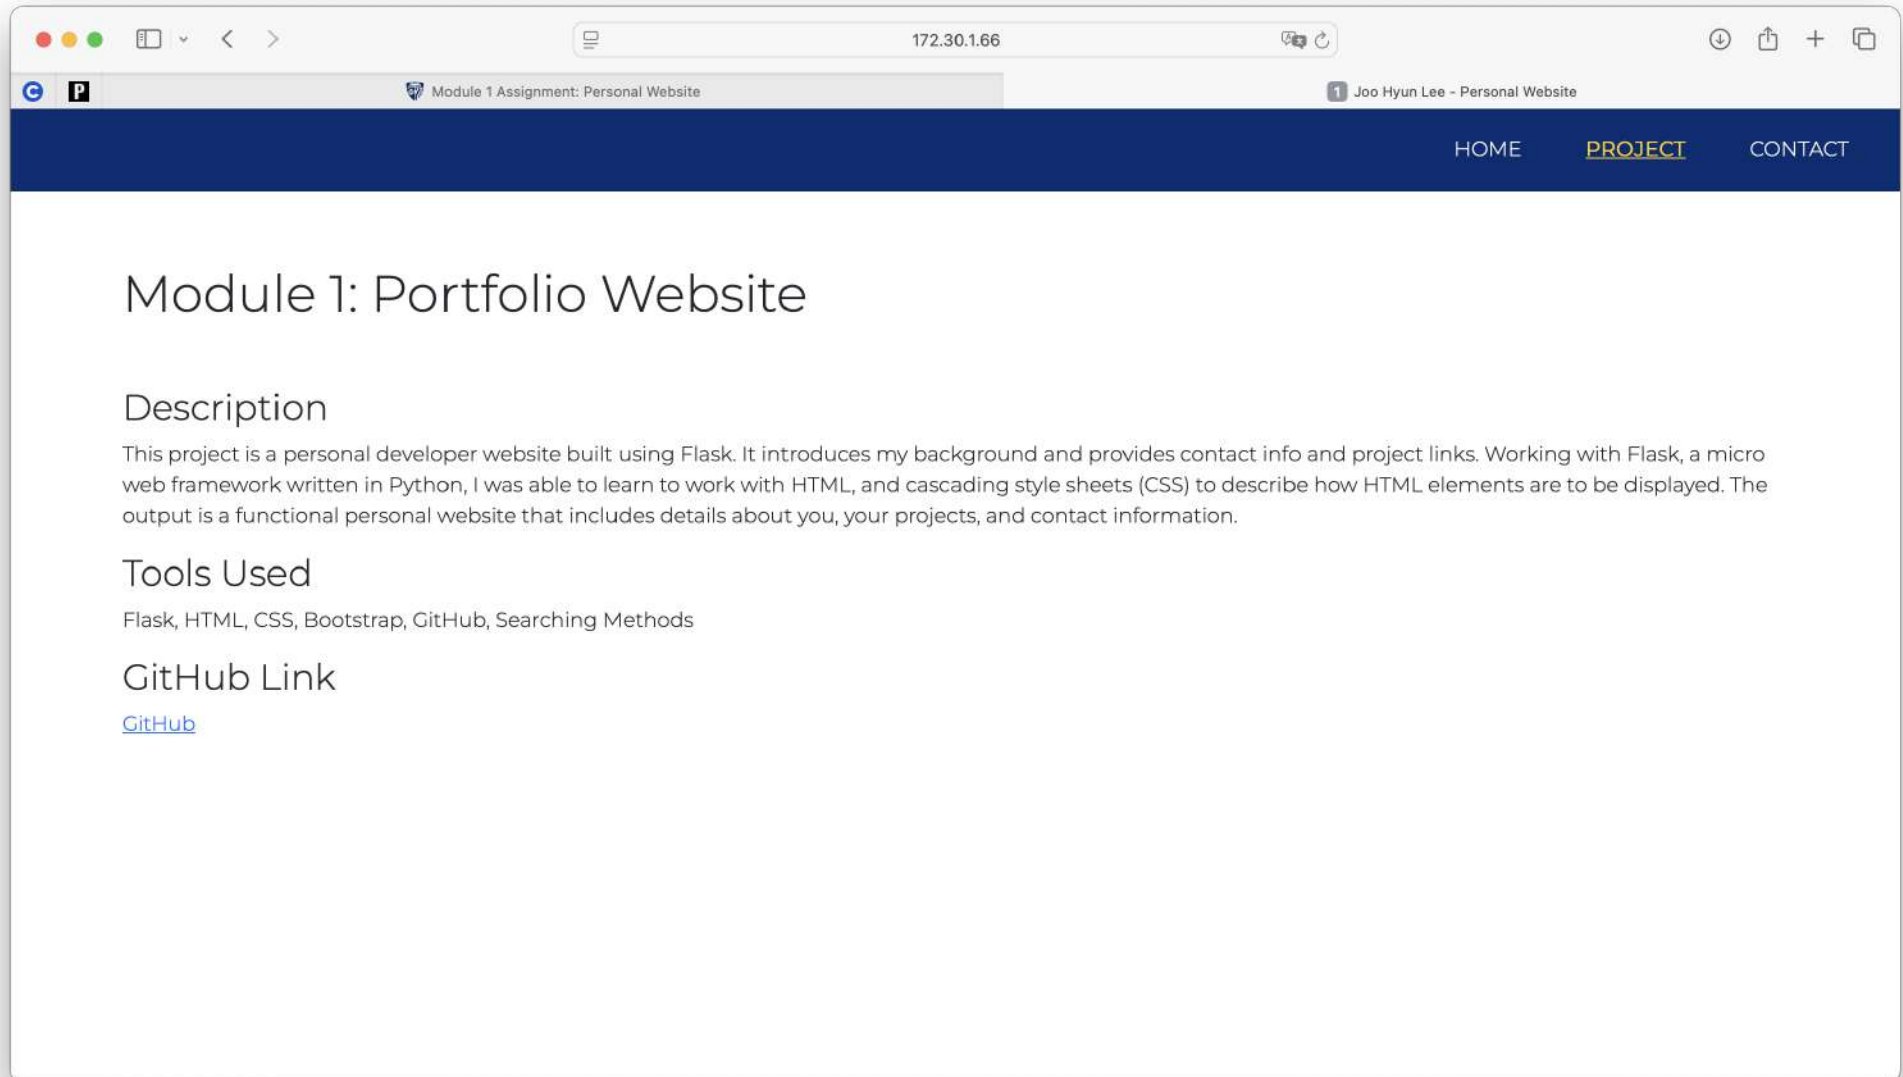 172.30.1.66
Module 1 Assignment: Personal Website
1 Joo Hyun Lee - Personal Website
HOME PROJECT CONTACT
Module 1: Portfolio Website
Description
This project is a personal developer website built using Flask. It introduces my background and provides contact info and project links. Working with Flask, a micro
web framework written in Python, I was able to learn to work with HTML, and cascading style sheets (CSS) to describe how HTML elements are to be displayed. The
output is a functional personal website that includes details about you, your projects, and contact information.
Tools Used
Flask, HTML, CSS, Bootstrap, GitHub, Searching Methods
GitHub Link
GitHub